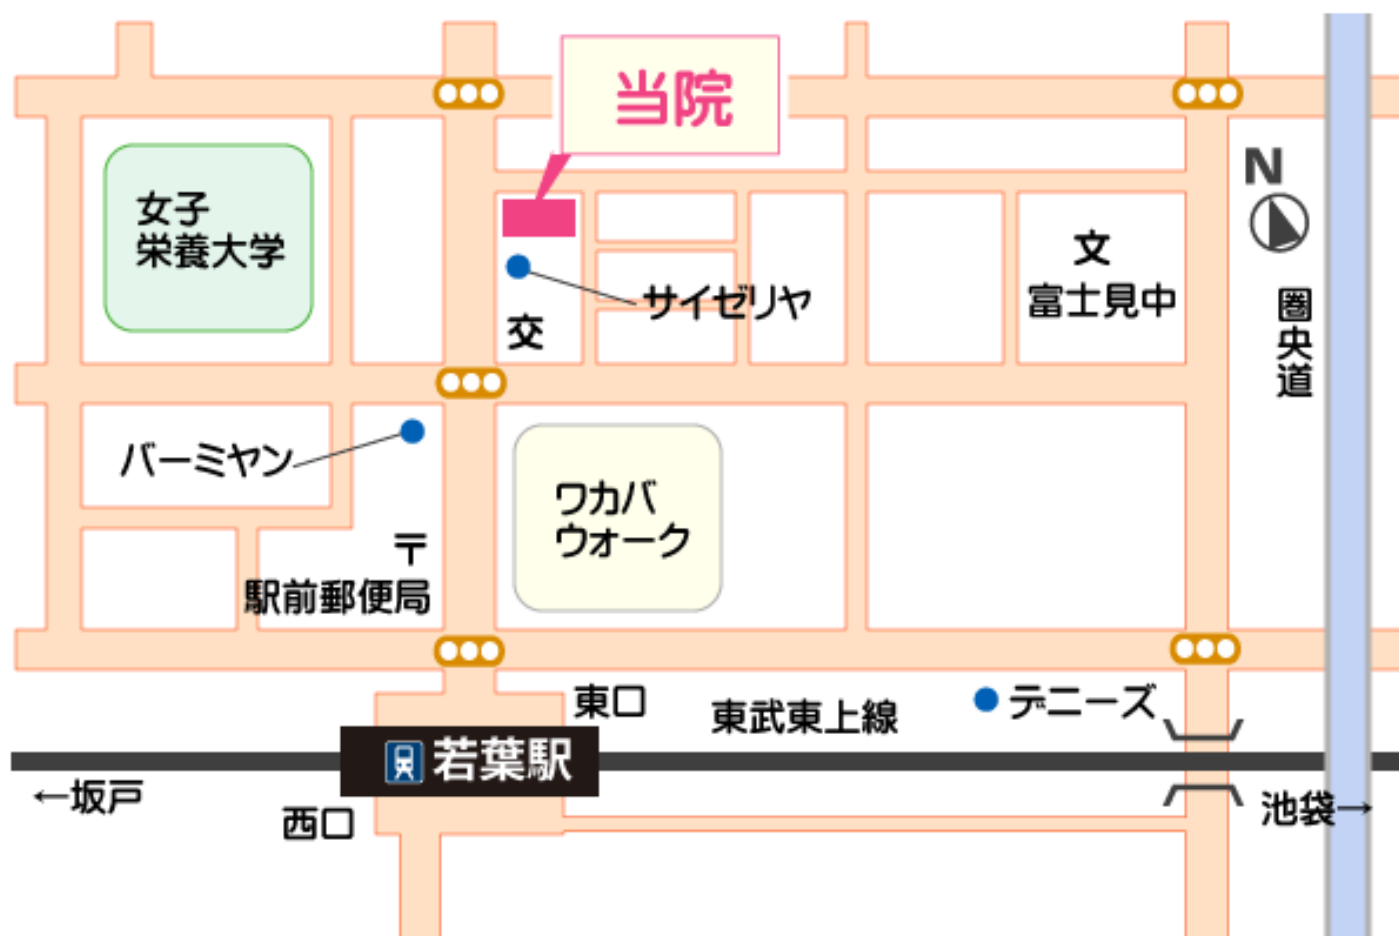 当院
N
女子
栄養大学
文
富士見中
サイゼリヤ
交
圏央道
バーミヤン
ワカバ
ウォーク
〒
駅前郵便局
東口
東武東上線
デニーズ
若葉駅
←坂戸
西口
池袋→